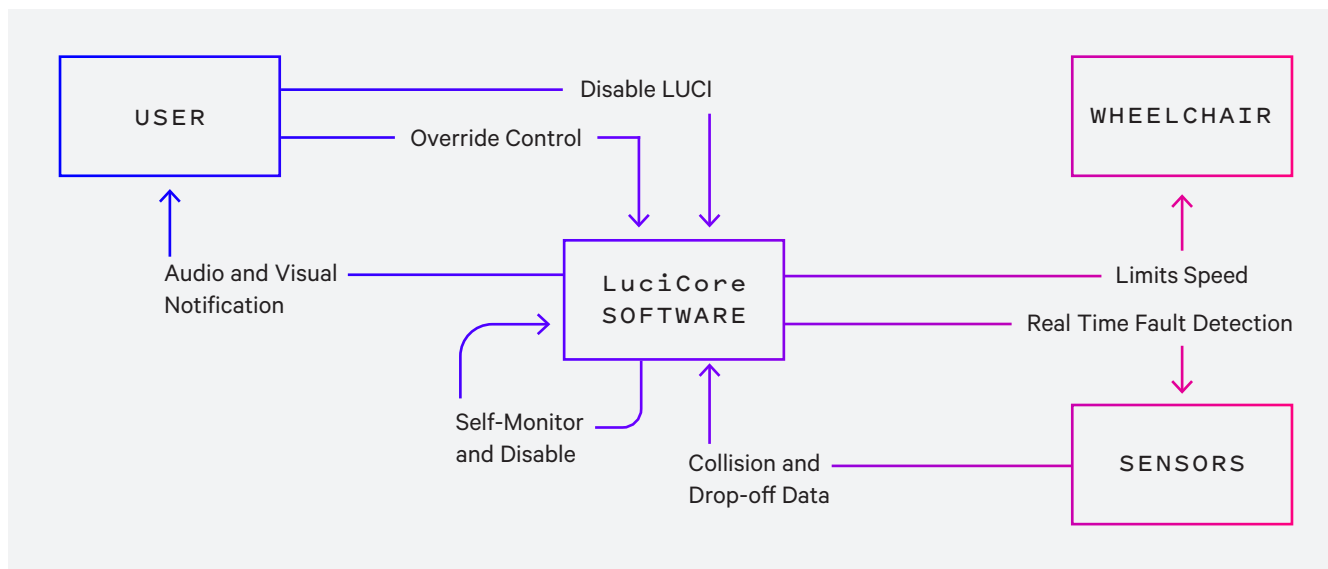 USER
Disable LUCI
WHEELCHAIR
Override Control
Audio and Visual
Notification
LuciCore
SOFTWARE
Limits Speed
Real Time Fault Detection
Self-Monitor
and Disable
Collision and
Drop-off Data
SENSORS